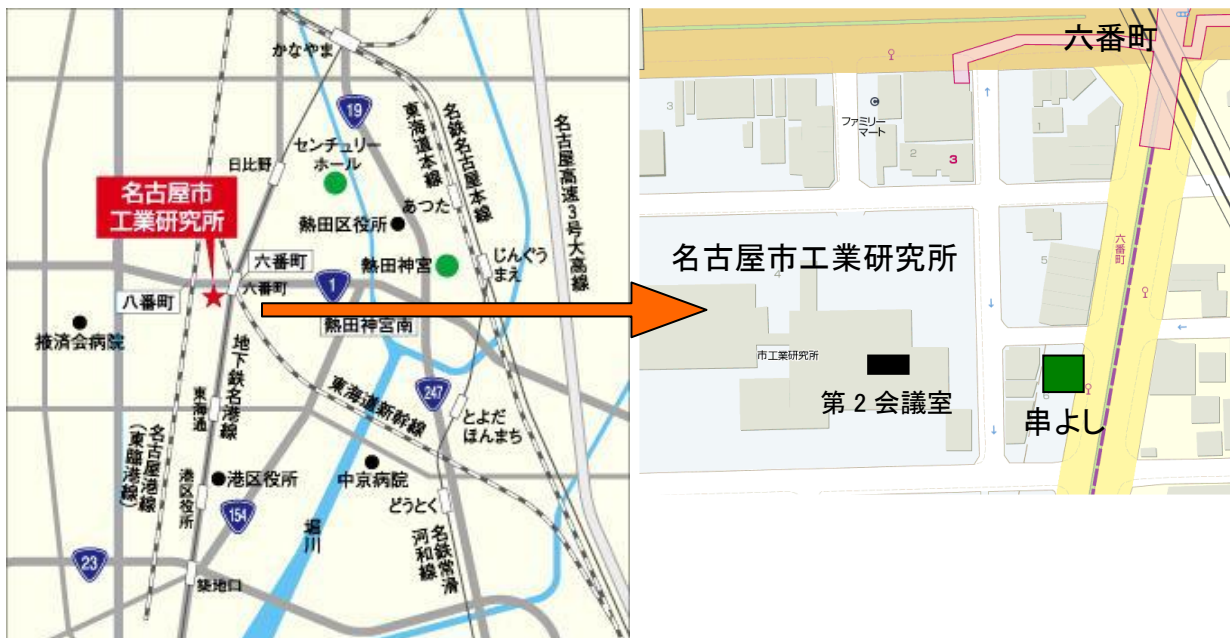 かなやま
19
センチュリー
ホール
日比野
東海道本線
名鉄名古屋本線
名古屋高速3号大高線
名古屋市
工業研究所
あつた
熱田区役所
六番町
熱田神宮
じんぐう
まえ
八番町
六番町
1
熱田神宮南
掖済会病院
地下鉄名港線
東海通
東海道新幹線
247
とよだ
ほんまち
名古屋港線
(東臨港線)
港区役所
港区役所
中京病院
どうとく
154
堀川
名鉄常滑
河和線
23
築地口
六番町
3
ファミリー
マート
1
2
3
六番町
名古屋市工業研究所
4
5
市工業研究所
第2会議室
串よし